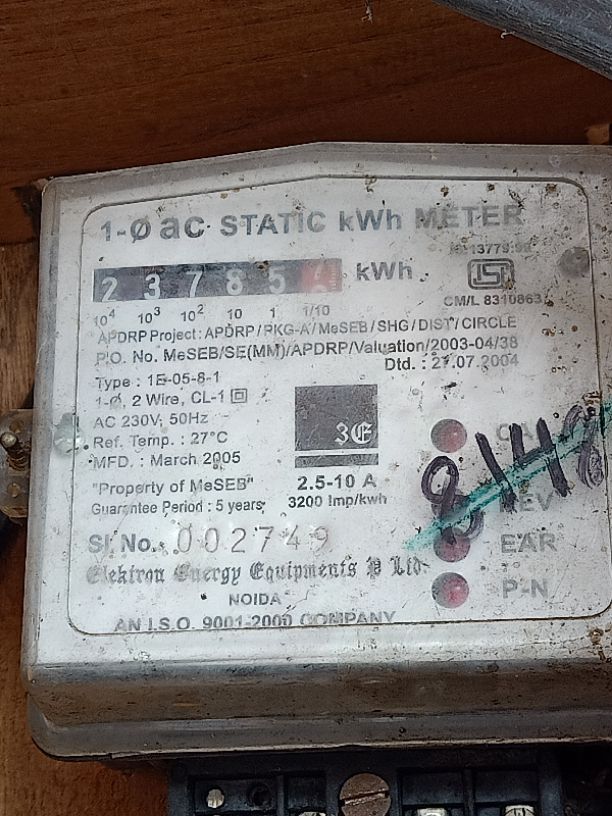 1-Ø ac STATIC kWh METER
2 3 7 8 5 kWh
10⁴ 10³ 10² 10 1 1/10
CM/L 8310863
APDRP Project: APDRP/PKG-A/MeSEB/SHG/DIST/CIRCLE
P.O. No. MeSEB/SE(MM)/APDRP/Valuation/2003-04/38
Dtd. : 27.07.2004
Type : 1E-05-8-1
1-Ø, 2 Wire, CL-1
AC 230V, 50Hz
Ref. Temp. : 27°C
MFD. : March 2005
"Property of MeSEB"
Guarantee Period : 5 years
3E
2.5-10 A
3200 Imp/kwh
CAL
8148
REV
EAR
P-N
Sl. No. 002749
Elektron Energy Equipments P Ltd.
NOIDA
AN I.S.O. 9001-2000 COMPANY